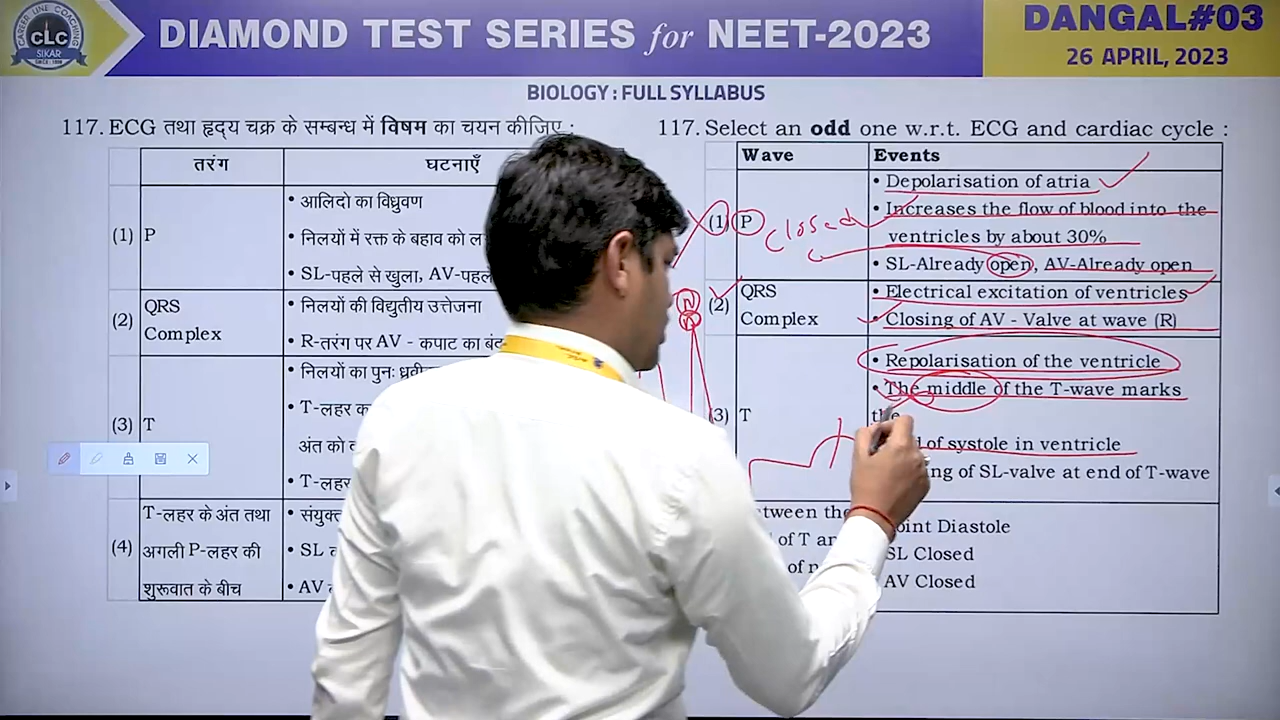 CAREER LINE COACHING
CLC
SIKAR
SINCE : 1996
DIAMOND TEST SERIES for NEET-2023
DANGAL#03
26 APRIL, 2023
BIOLOGY : FULL SYLLABUS
117. ECG तथा हृद्य चक्र के सम्बन्ध में विषम का चयन कीजिए :
तरंग घटनाएँ
(1) P
• आलिदो का विध्रुवण
• निलयों में रक्त के बहाव को
• SL-पहले से खुला, AV-पहल
(2) QRS
Complex
• निलयों की विद्युतीय उत्तेजना
• R-तरंग पर AV - कपाट का
(3) T
• निलयों का पुनः
• T-लहर
अंत को
• T-लहर
(4) T-लहर के अंत तथा
अगली P-लहर की
शुरूवात के बीच
• SL
• AV
117. Select an odd one w.r.t. ECG and cardiac cycle :
Wave Events
(1) P
closed
• Depolarisation of atria
• Increases the flow of blood into the
ventricles by about 30%
• SL-Already open, AV-Already open
(2) QRS
Complex
• Electrical excitation of ventricles
• Closing of AV - Valve at wave (R)
(3) T
• Repolarisation of the ventricle
• The middle of the T-wave marks
the
of systole in ventricle
of SL-valve at end of T-wave
the
of T
of
Diastole
SL Closed
AV Closed